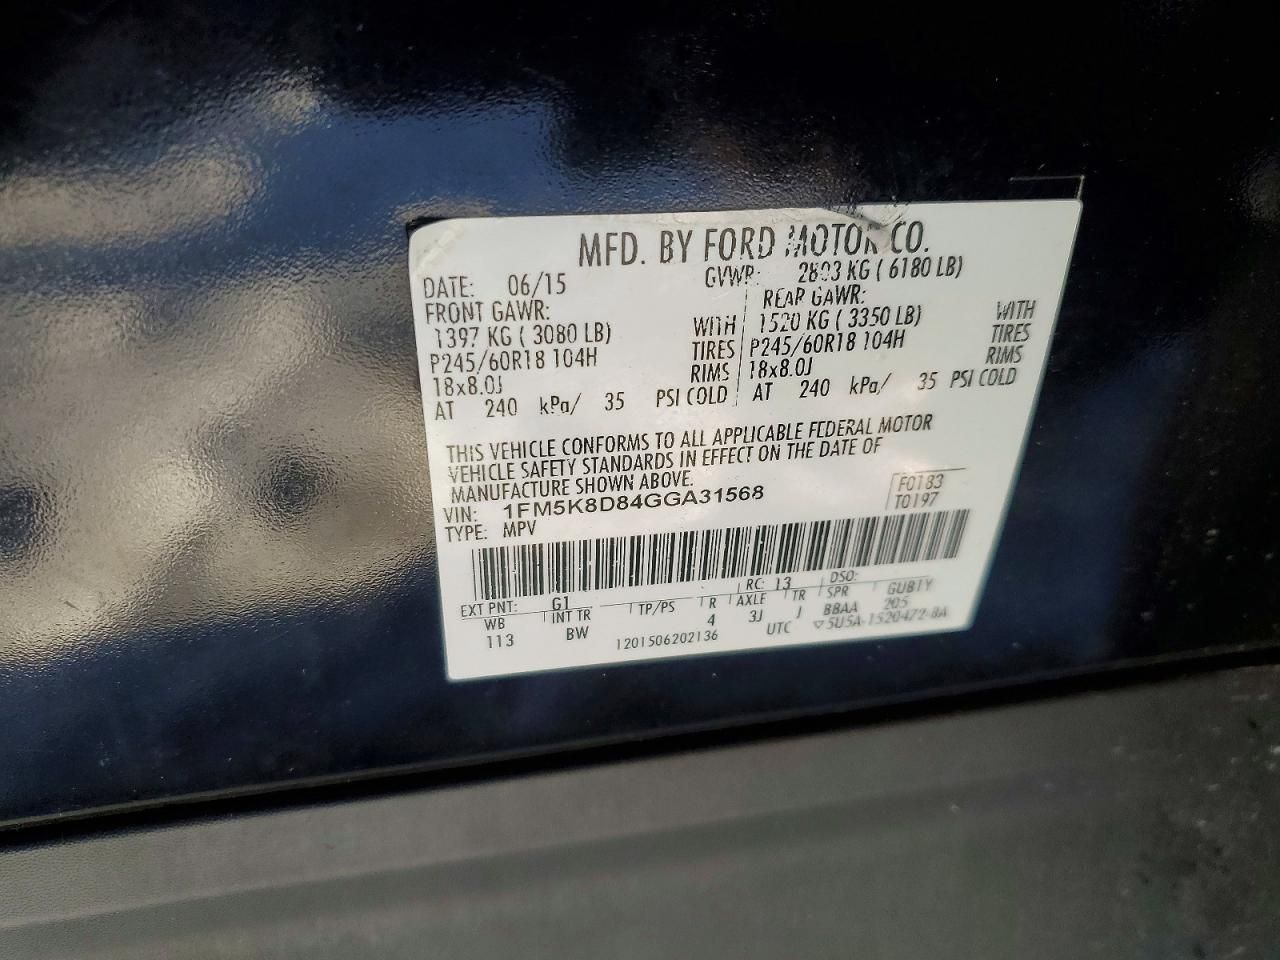 MFD. BY FORD MOTOR CO.
DATE: 06/15 GVWR: 2803 KG ( 6180 LB)
FRONT GAWR: REAR GAWR:
1397 KG ( 3080 LB) WITH 1520 KG ( 3350 LB) WITH
P245/60R18 104H TIRES P245/60R18 104H TIRES
18x8.0J RIMS 18x8.0J RIMS
AT 240 kPa/ 35 PSI COLD AT 240 kPa/ 35 PSI COLD
THIS VEHICLE CONFORMS TO ALL APPLICABLE FEDERAL MOTOR
VEHICLE SAFETY STANDARDS IN EFFECT ON THE DATE OF
MANUFACTURE SHOWN ABOVE.
VIN: 1FM5K8D84GGA31568 F0183
TYPE: MPV T0197
EXT PNT: G1 RC: 13 DSO:
WB INT TR TP/PS R AXLE TR SPR GUB1Y
113 BW 4 3J J BBAA 205
1201506202136 UTC ▽5U5A-1520472-BA